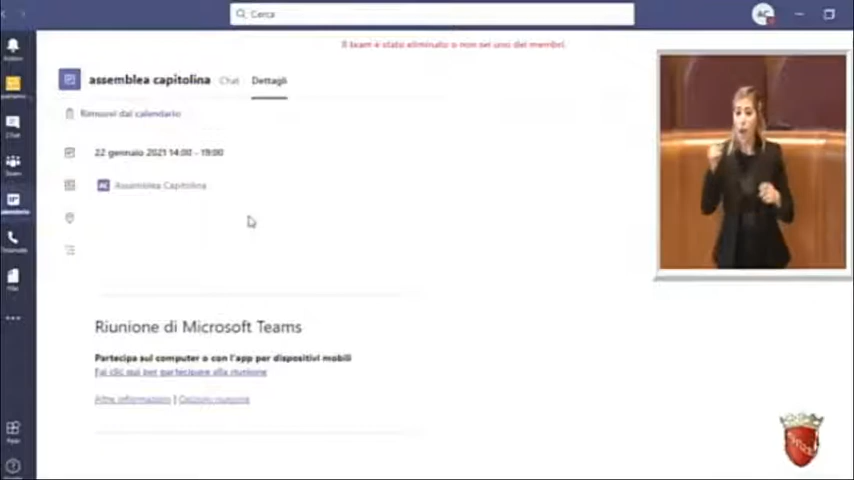 Cerca
AC
Il team è stato eliminato o non sei uno dei membri.
assemblea capitolina Chat Dettagli
Rimuovi dal calendario
22 gennaio 2021 14:00 - 19:00
AC Assemblea Capitolina
Chat
Riunione di Microsoft Teams
Partecipa sul computer o con l'app per dispositivi mobili
Fai clic qui per partecipare alla riunione
Altre informazioni | Opzioni riunione